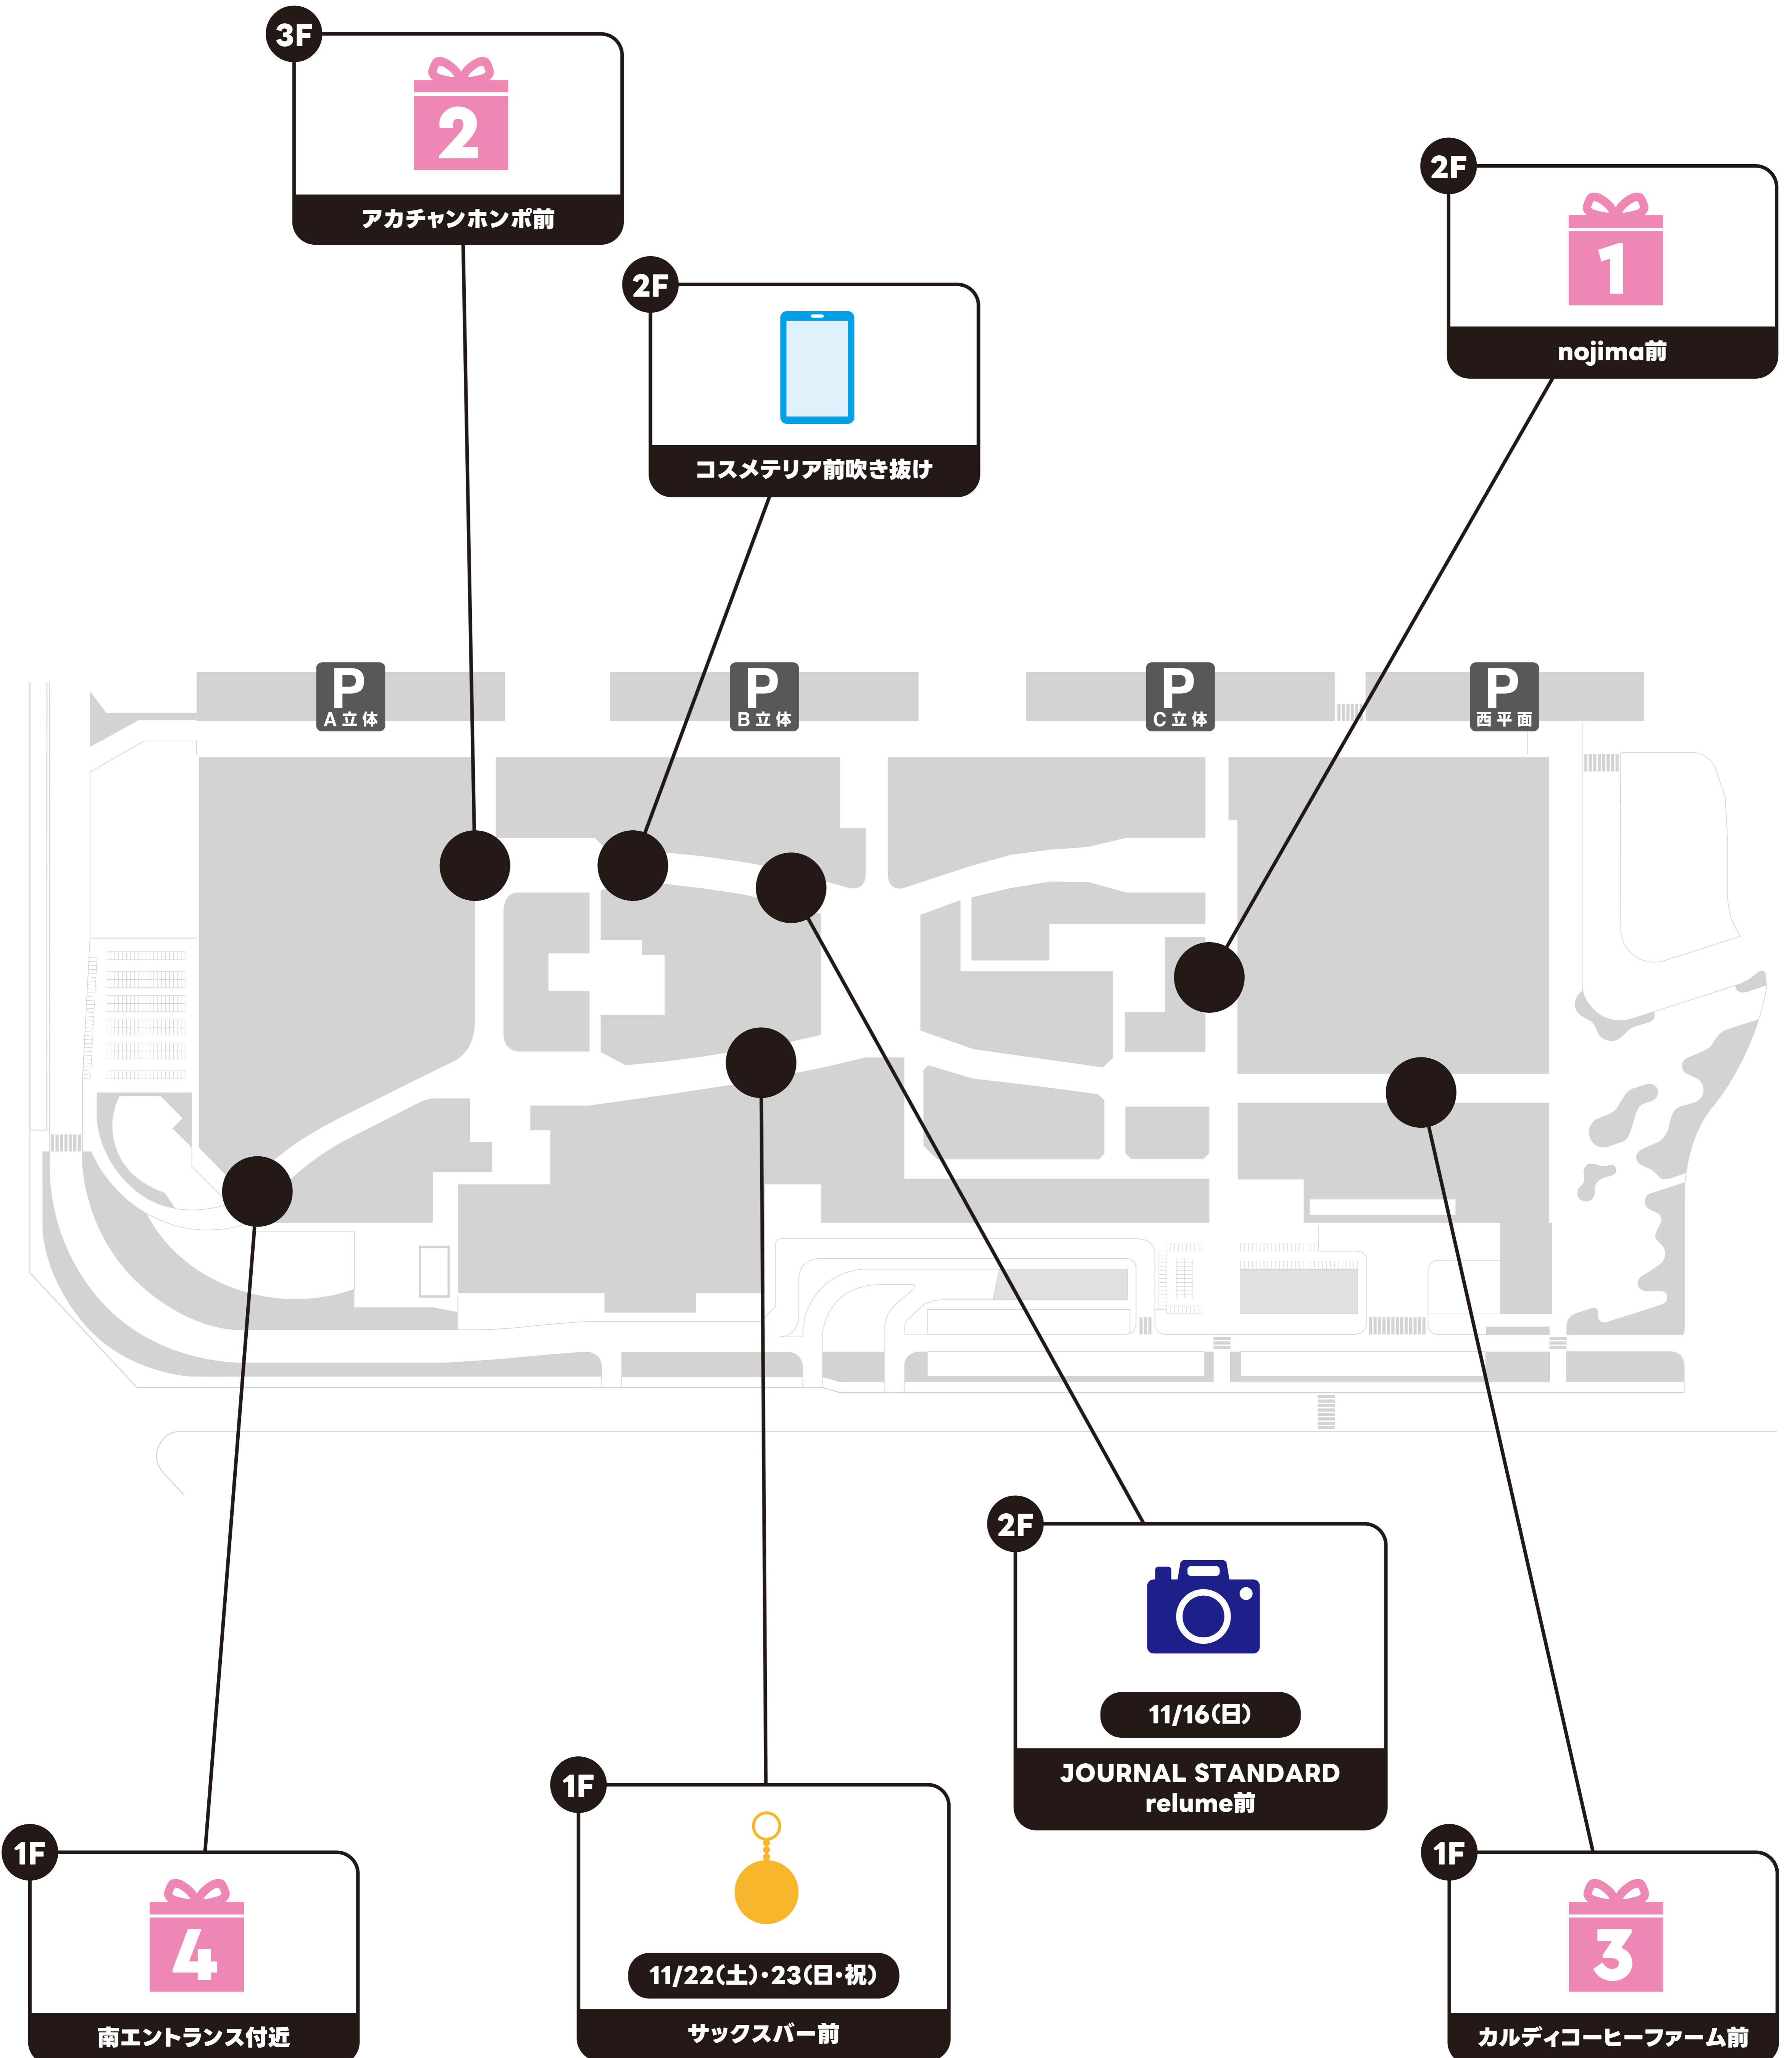 3F
2
アカチャンホンポ前
2F
1
nojima前
2F
コスメテリア前吹き抜け
P
A立体
P
B立体
P
C立体
P
西平面
2F
11/16(日)
JOURNAL STANDARD
relume前
1F
11/22(土)・23(日・祝)
サックスバー前
1F
4
南エントランス付近
1F
3
カルディコーヒーファーム前